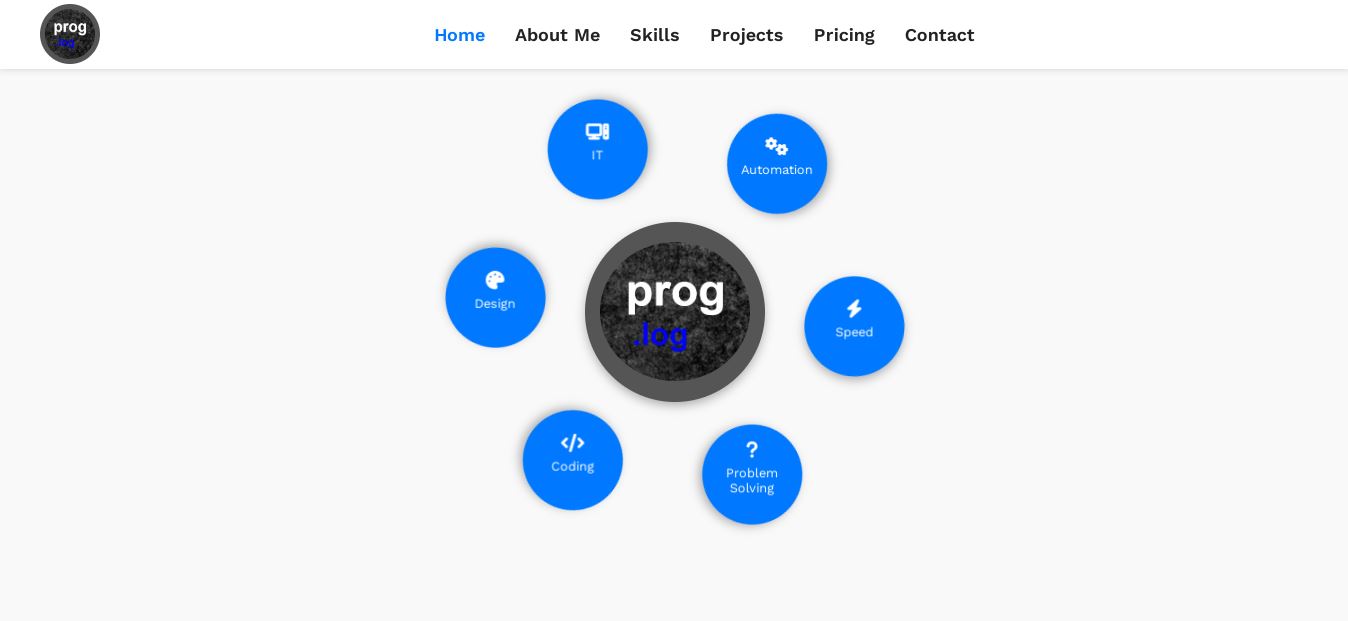 prog
.log
Home
About Me
Skills
Projects
Pricing
Contact
IT
Automation
Design
prog
.log
Speed
Coding
Problem
Solving